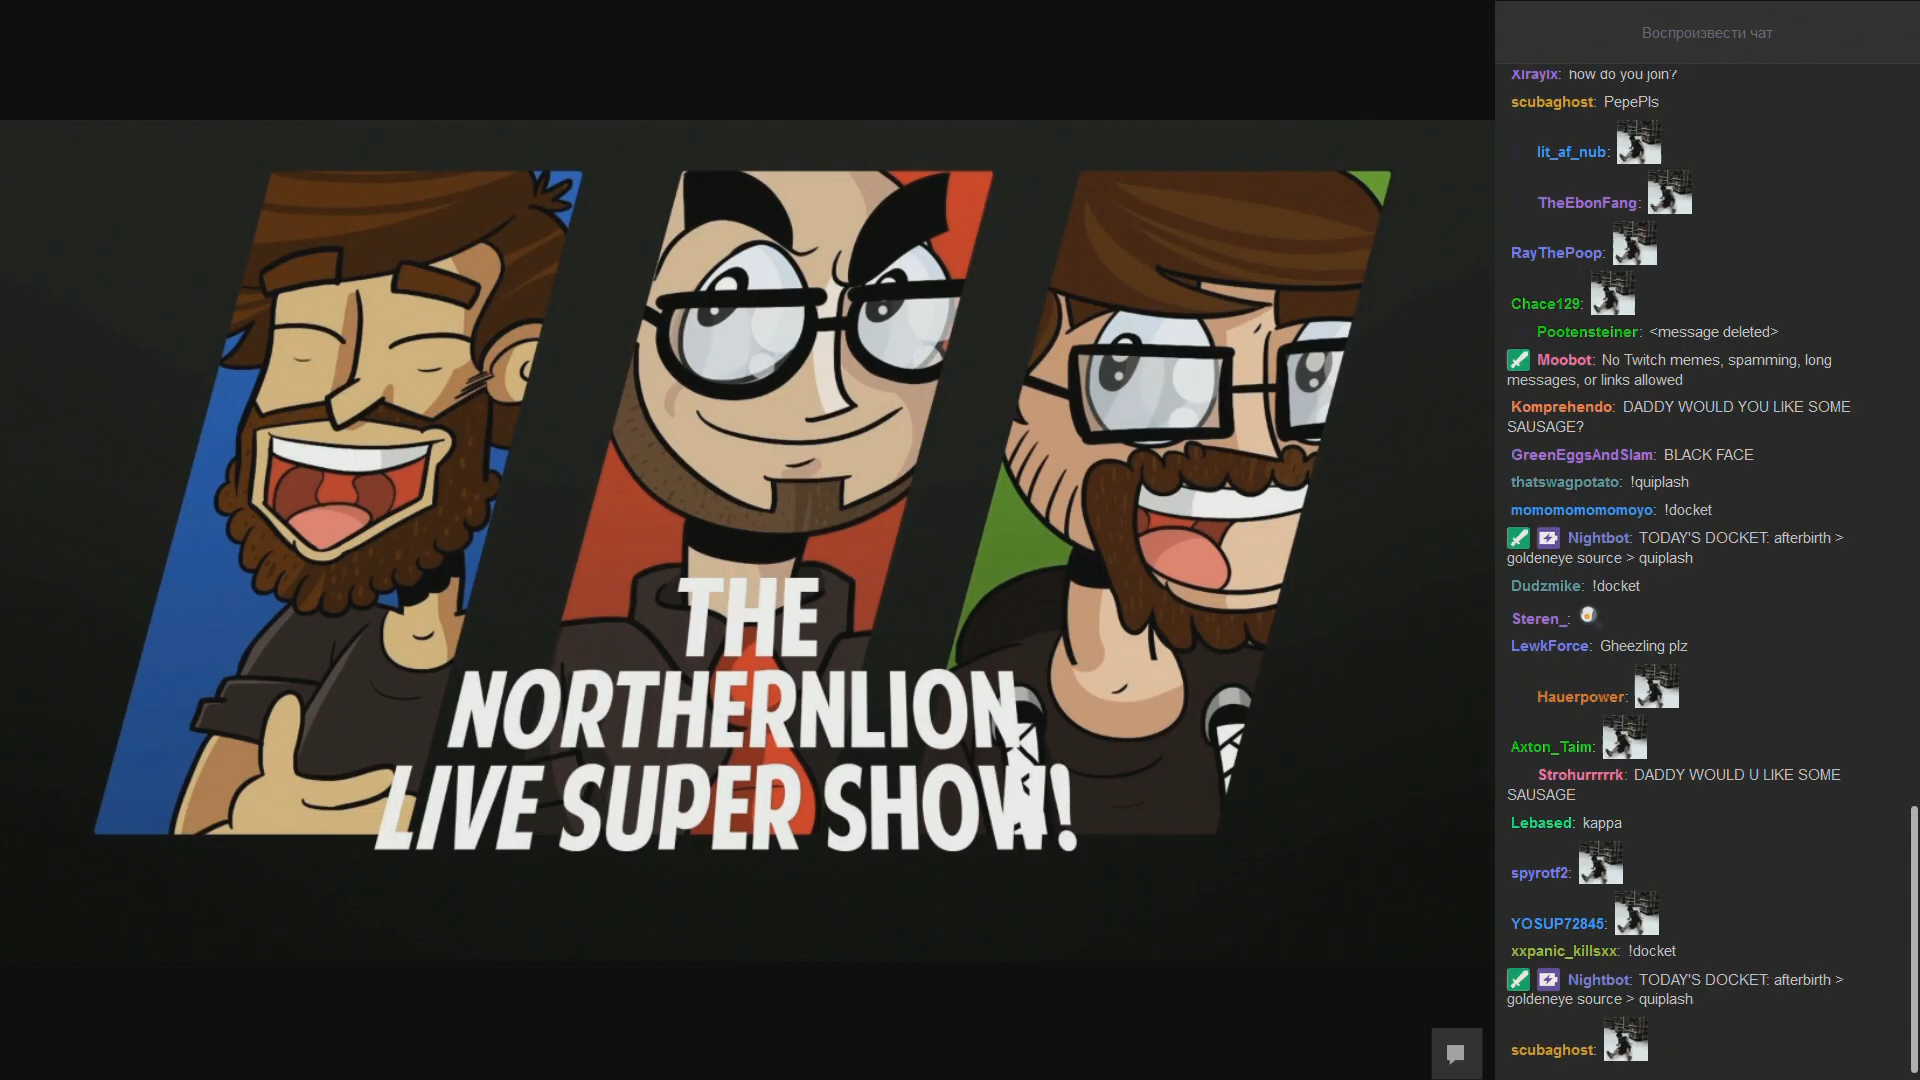 THE
NORTHERNLION
LIVE SUPER SHOW!
Воспроизвести чат
Xlraylx: how do you join?
scubaghost: PepePls
lit_af_nub:
TheEbonFang:
RayThePoop:
Chace129:
Pootensteiner: <message deleted>
Moobot: No Twitch memes, spamming, long
messages, or links allowed
Komprehendo: DADDY WOULD YOU LIKE SOME
SAUSAGE?
GreenEggsAndSlam: BLACK FACE
thatswagpotato: !quiplash
momomomomomoyo: !docket
Nightbot: TODAY'S DOCKET: afterbirth >
goldeneye source > quiplash
Dudzmike: !docket
Steren_:
LewkForce: Gheezling plz
Hauerpower:
Axton_Taim:
Strohurrrrrk: DADDY WOULD U LIKE SOME
SAUSAGE
Lebased: kappa
spyrotf2:
YOSUP72845:
xxpanic_killsxx: !docket
Nightbot: TODAY'S DOCKET: afterbirth >
goldeneye source > quiplash
scubaghost: